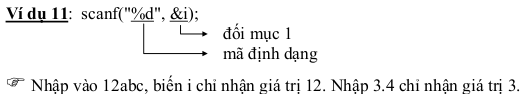 Ví dụ 11: scanf("%d", &i);
đối mục 1
mã định dạng
☞ Nhập vào 12abc, biến i chỉ nhận giá trị 12. Nhập 3.4 chỉ nhận giá trị 3.